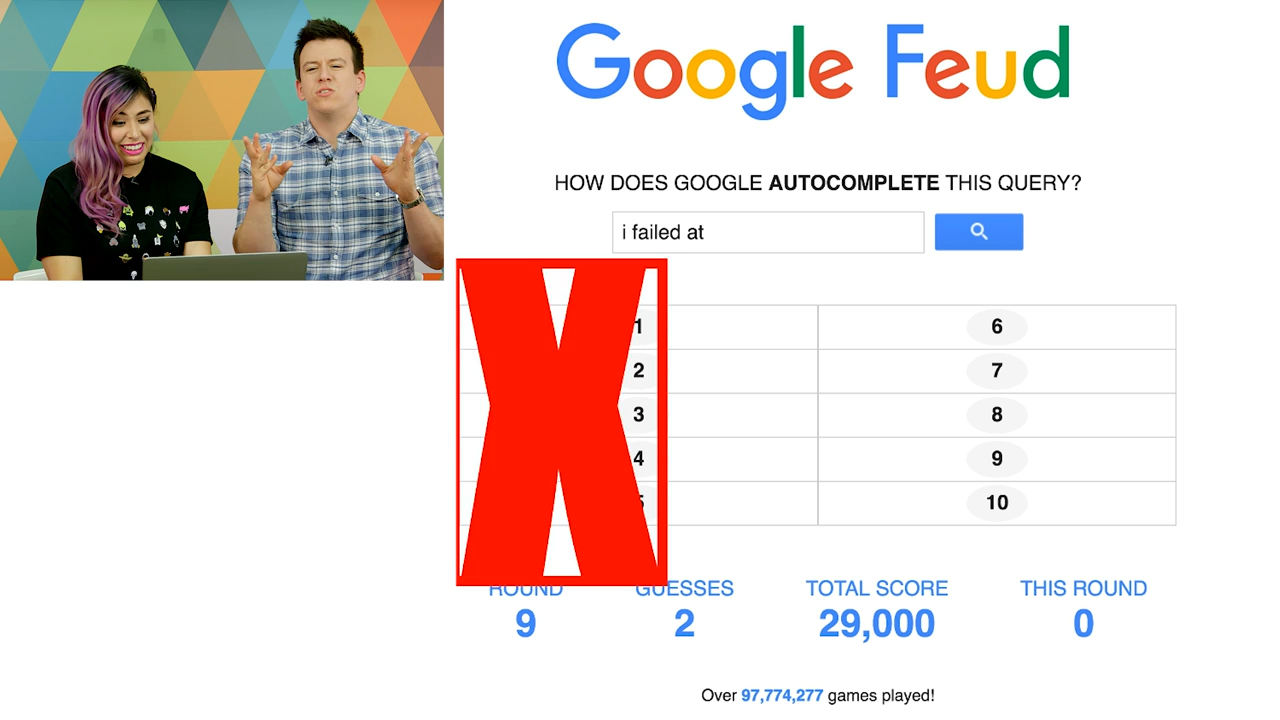 Google Feud
HOW DOES GOOGLE AUTOCOMPLETE THIS QUERY?
i failed at
X
1 6
2 7
3 8
4 9
5 10
ROUND GUESSES TOTAL SCORE THIS ROUND
9 2 29,000 0
Over 97,774,277 games played!